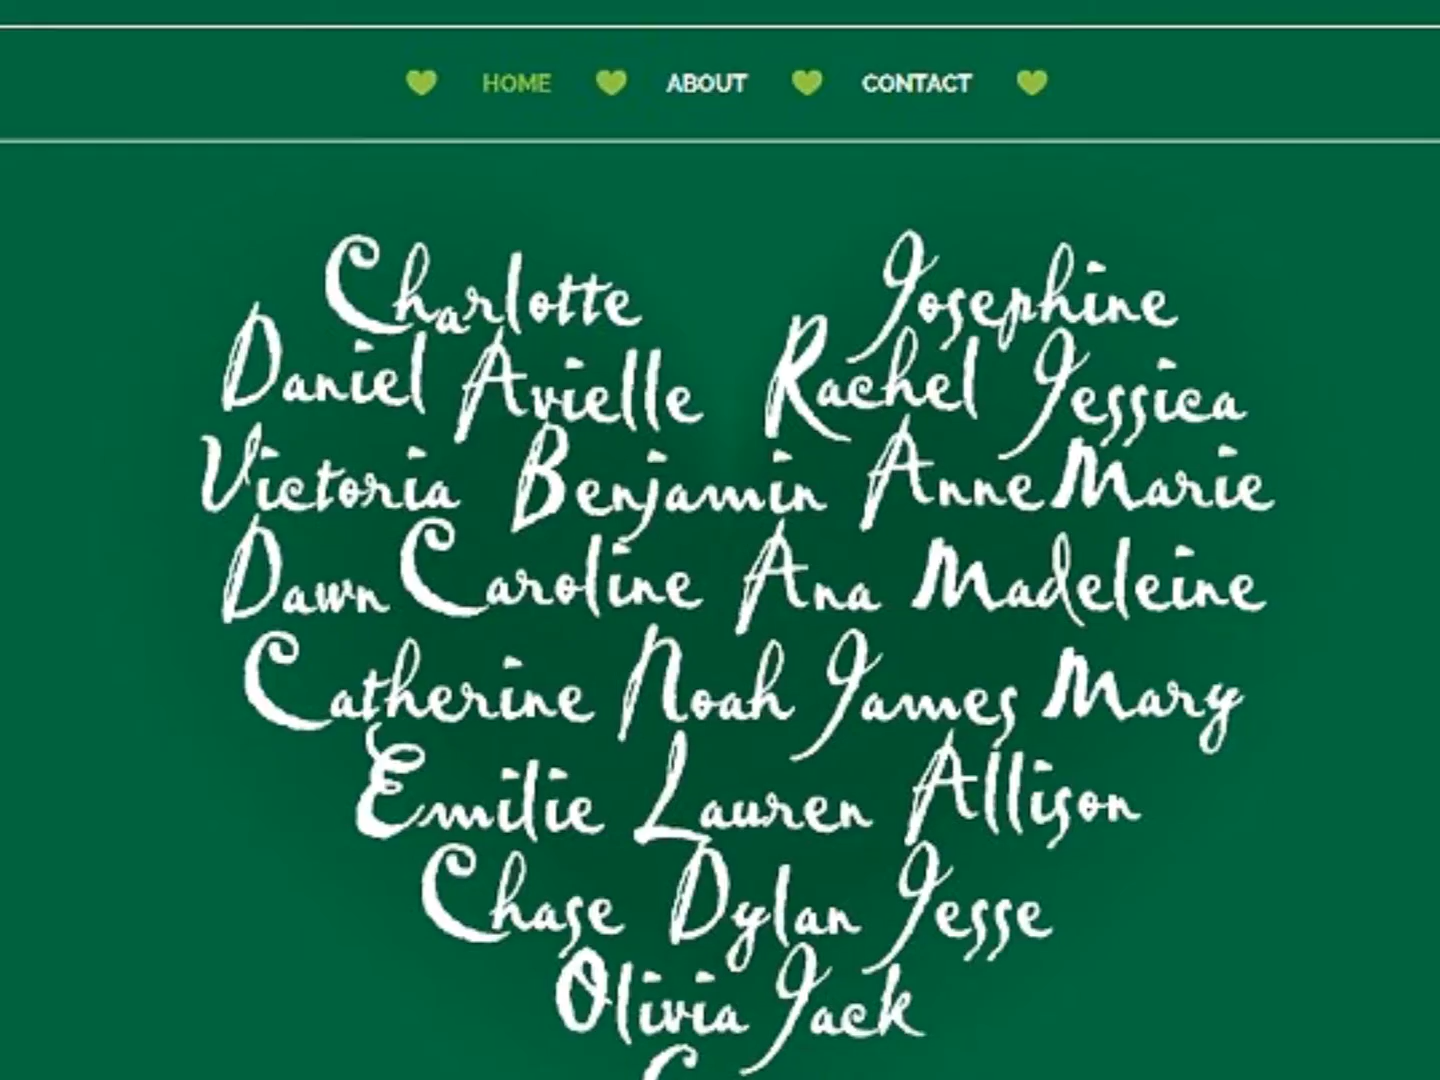 HOME ABOUT CONTACT
Charlotte Josephine
Daniel Avielle Rachel Jessica
Victoria Benjamin AnneMarie
Dawn Caroline Ana Madeleine
Catherine Noah James Mary
Emilie Lauren Allison
Chase Dylan Jesse
Olivia Jack